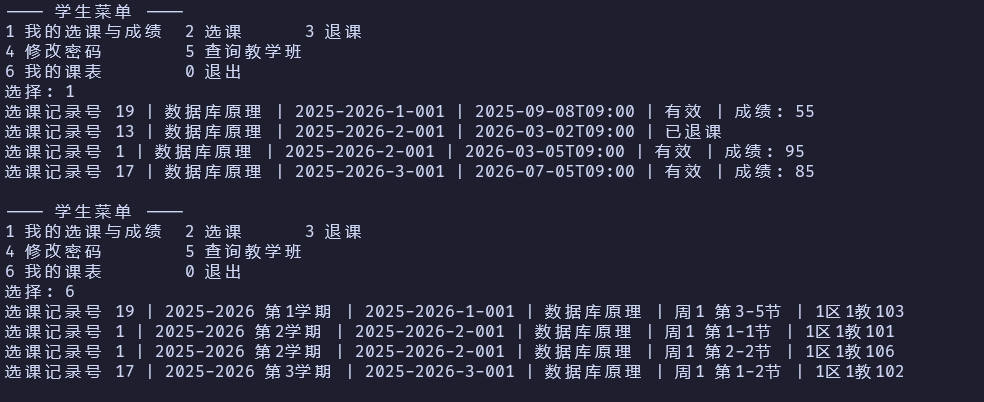 ──── 学生菜单 ────
1 我的选课与成绩  2 选课      3 退课
4 修改密码        5 查询教学班
6 我的课表        0 退出
选择: 1
选课记录号 19 | 数据库原理 | 2025-2026-1-001 | 2025-09-08T09:00 | 有效 | 成绩: 55
选课记录号 13 | 数据库原理 | 2025-2026-2-001 | 2026-03-02T09:00 | 已退课
选课记录号 1 | 数据库原理 | 2025-2026-2-001 | 2026-03-05T09:00 | 有效 | 成绩: 95
选课记录号 17 | 数据库原理 | 2025-2026-3-001 | 2026-07-05T09:00 | 有效 | 成绩: 85
──── 学生菜单 ────
1 我的选课与成绩  2 选课      3 退课
4 修改密码        5 查询教学班
6 我的课表        0 退出
选择: 6
选课记录号 19 | 2025-2026 第1学期 | 2025-2026-1-001 | 数据库原理 | 周1 第3-5节 | 1区1教103
选课记录号 1 | 2025-2026 第2学期 | 2025-2026-2-001 | 数据库原理 | 周1 第1-1节 | 1区1教101
选课记录号 1 | 2025-2026 第2学期 | 2025-2026-2-001 | 数据库原理 | 周1 第2-2节 | 1区1教106
选课记录号 17 | 2025-2026 第3学期 | 2025-2026-3-001 | 数据库原理 | 周1 第1-2节 | 1区1教102